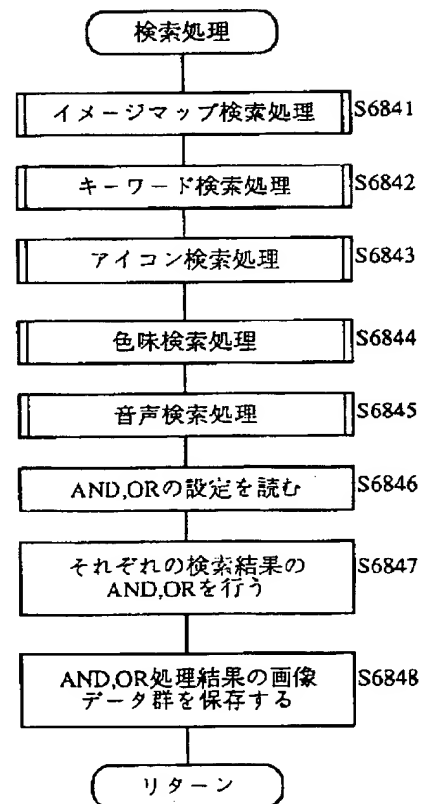 検索処理
イメージマップ検索処理 S6841
キーワード検索処理 S6842
アイコン検索処理 S6843
色味検索処理 S6844
音声検索処理 S6845
AND,ORの設定を読む S6846
それぞれの検索結果の S6847
AND,ORを行う
AND,OR処理結果の画像 S6848
データ群を保存する
リターン